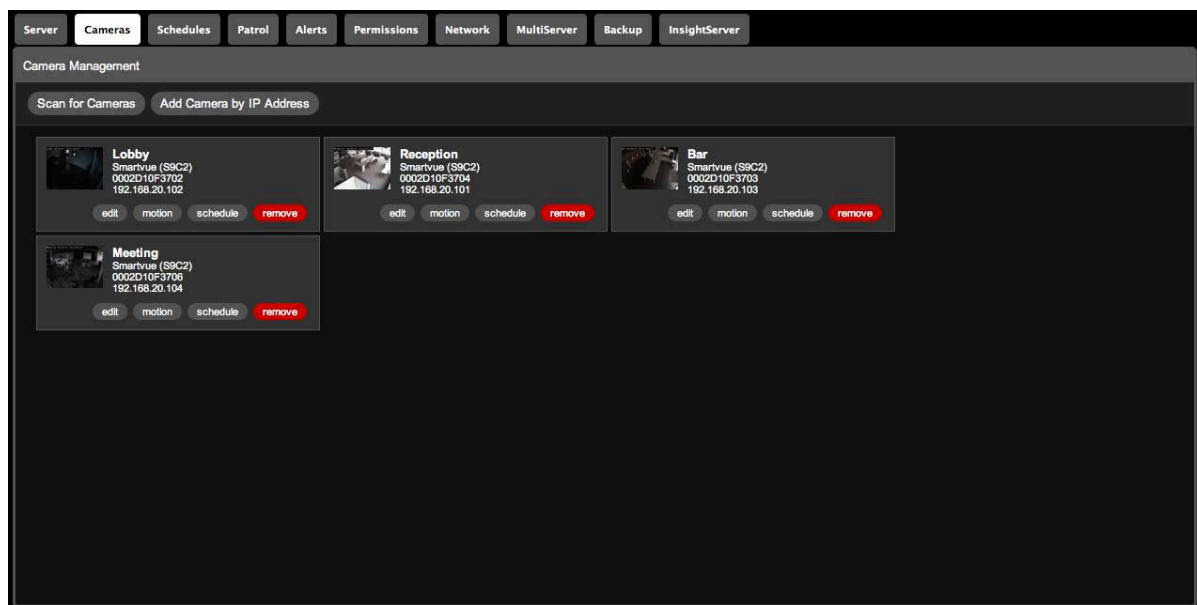 Server Cameras Schedules Patrol Alerts Permissions Network MultiServer Backup InsightServer
Camera Management
Scan for Cameras Add Camera by IP Address
Lobby
Smartvue (S9C2)
0002D10F3702
192.168.20.102
edit motion schedule remove
Reception
Smartvue (S9C2)
0002D10F3704
192.168.20.101
edit motion schedule remove
Bar
Smartvue (S9C2)
0002D10F3703
192.168.20.103
edit motion schedule remove
Meeting
Smartvue (S9C2)
0002D10F3706
192.168.20.104
edit motion schedule remove